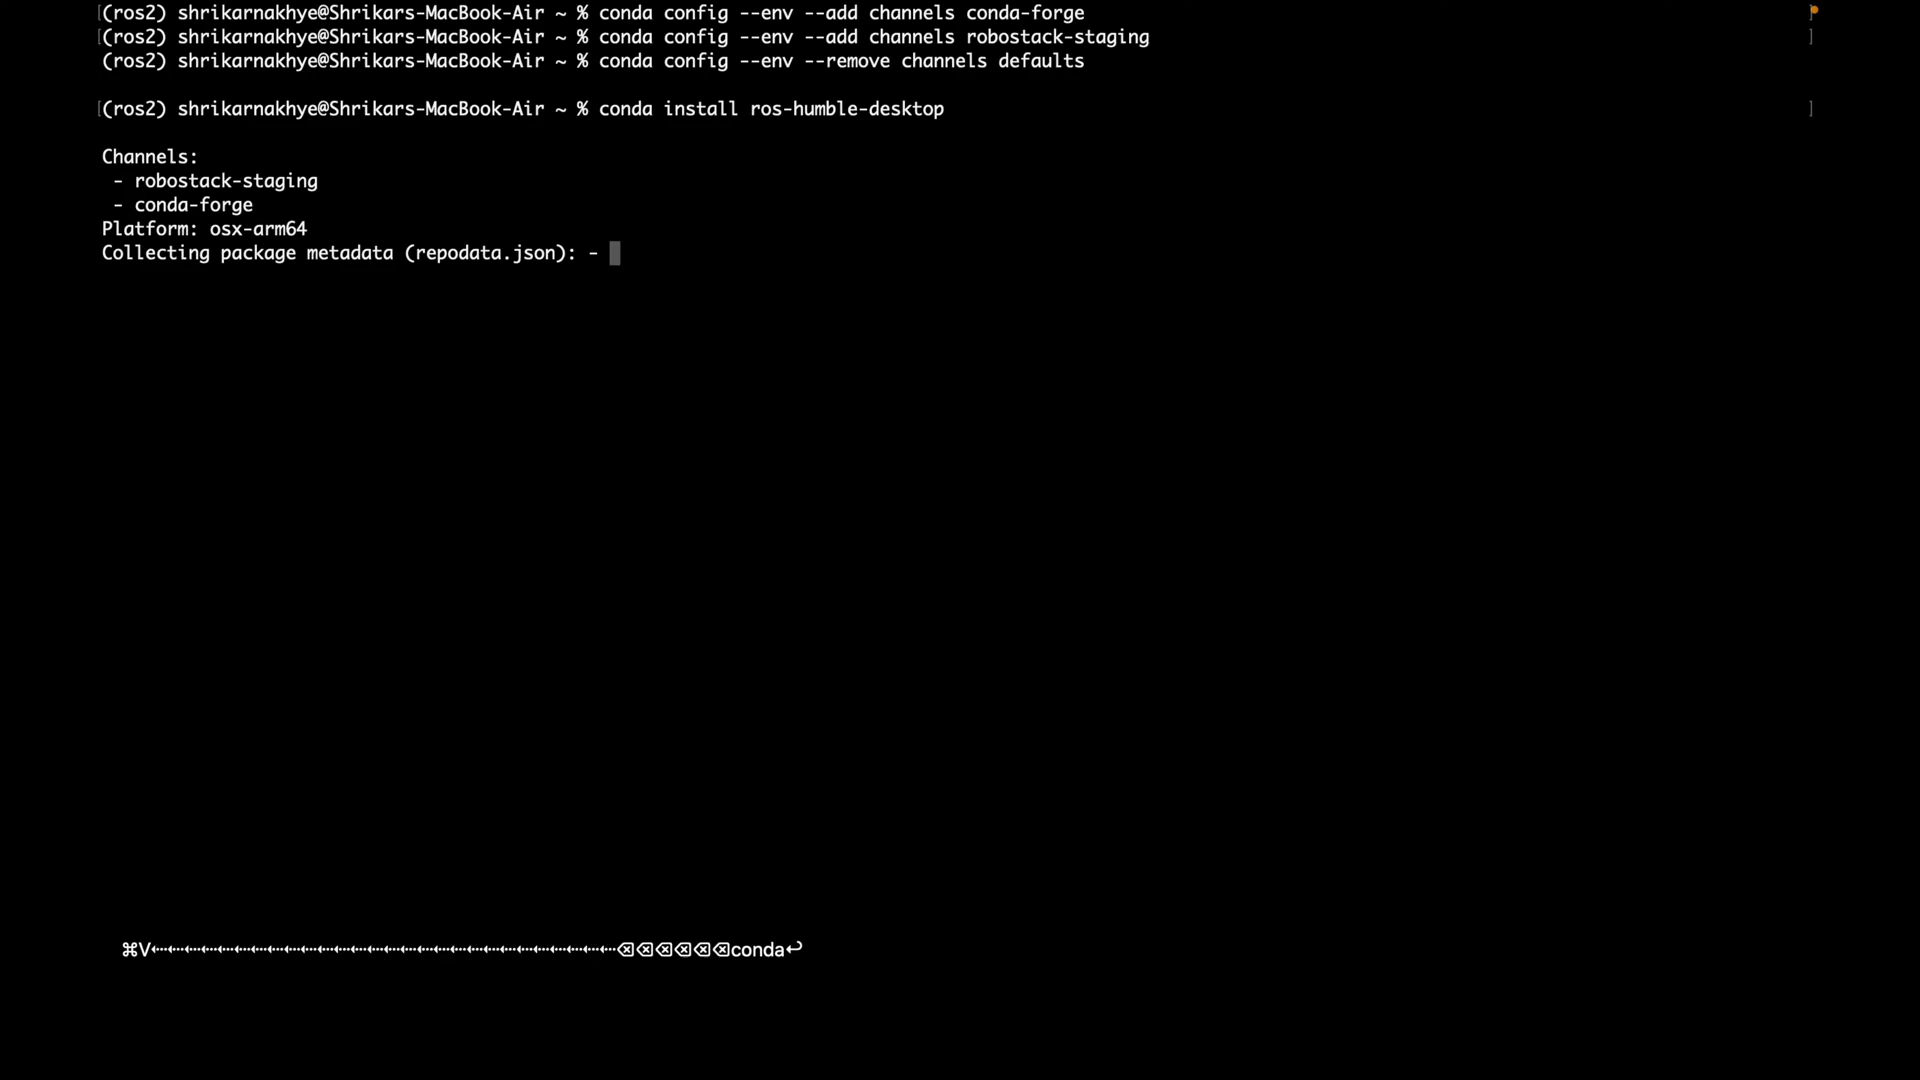 [(ros2) shrikarnakhye@Shrikars-MacBook-Air ~ % conda config --env --add channels conda-forge ]
[(ros2) shrikarnakhye@Shrikars-MacBook-Air ~ % conda config --env --add channels robostack-staging ]
(ros2) shrikarnakhye@Shrikars-MacBook-Air ~ % conda config --env --remove channels defaults
[(ros2) shrikarnakhye@Shrikars-MacBook-Air ~ % conda install ros-humble-desktop ]
Channels:
- robostack-staging
- conda-forge
Platform: osx-arm64
Collecting package metadata (repodata.json): -
⌘V⇠⇠⇠⇠⇠⇠⇠⇠⇠⇠⇠⇠⇠⇠⇠⇠⇠⇠⇠⇠⇠⇠⇠⇠⇠⇠⇠⇠⌫⌫⌫⌫⌫⌫conda↩